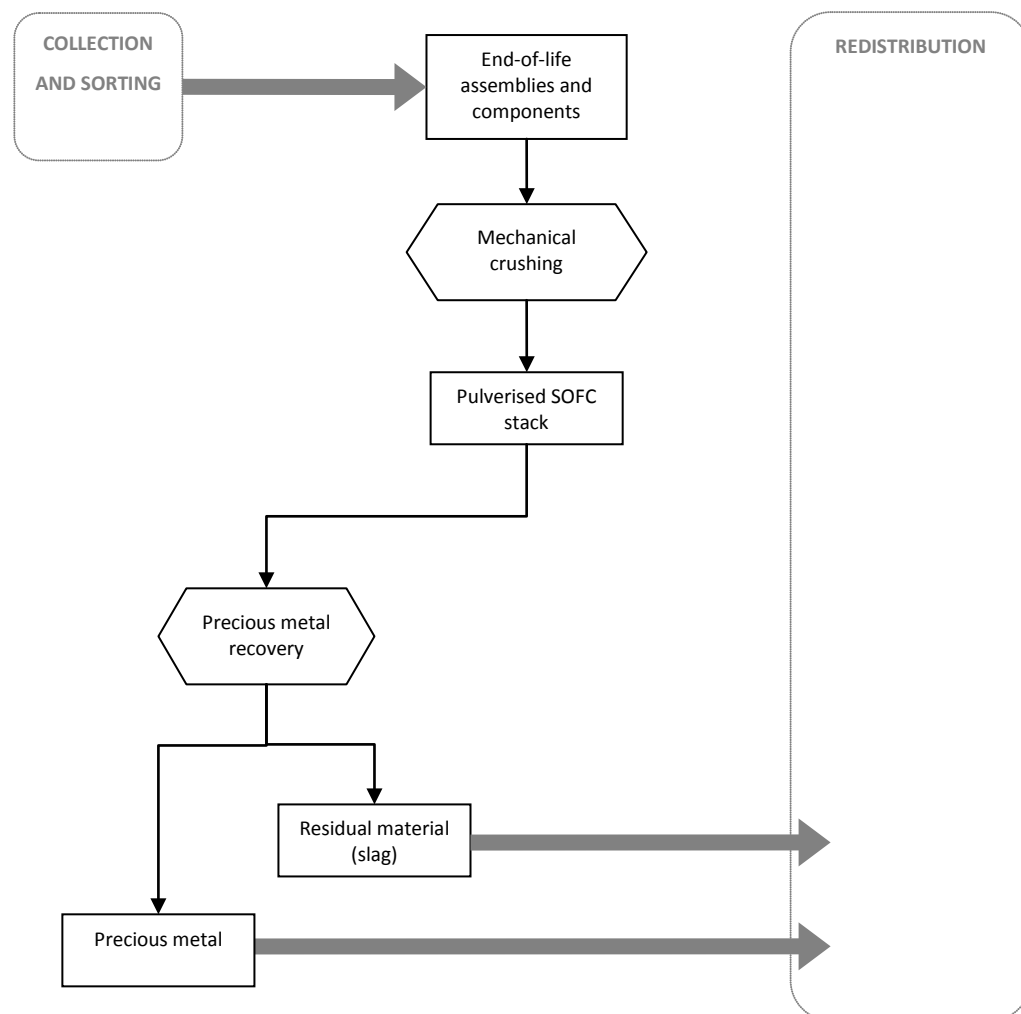 COLLECTION
AND SORTING
End-of-life
assemblies and
components
REDISTRIBUTION
Mechanical
crushing
Pulverised SOFC
stack
Precious metal
recovery
Residual material
(slag)
Precious metal